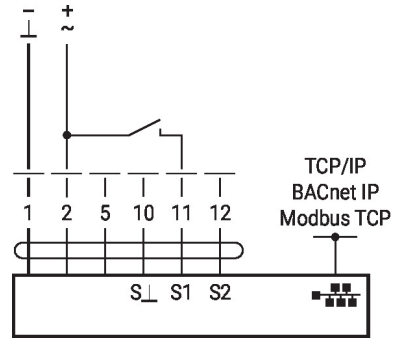 − +
⊥ ~
TCP/IP
BACnet IP
Modbus TCP
1 2 5 10 11 12
S⊥ S1 S2